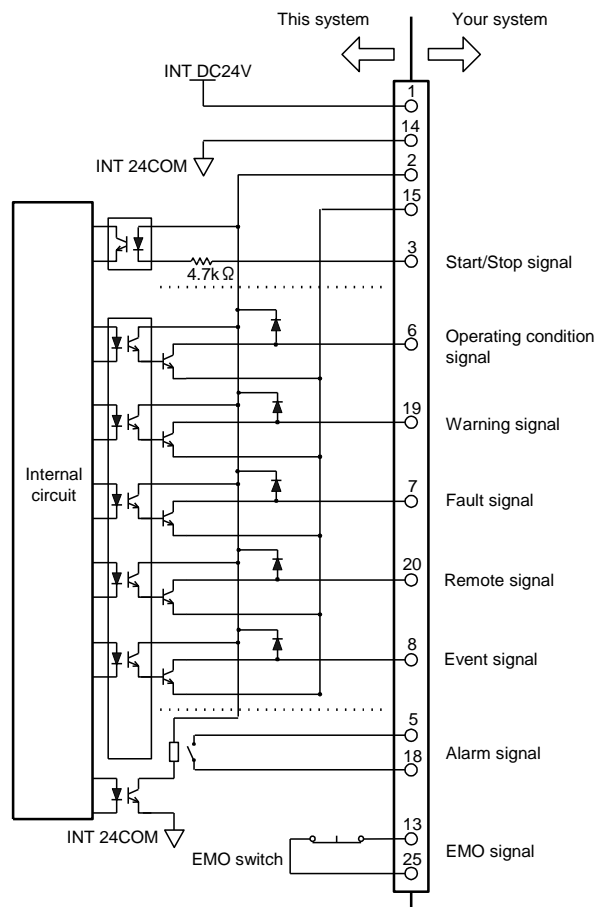 This system
Your system
INT DC24V
1
14
INT 24COM
2
15
3
Start/Stop signal
4.7kΩ
6
Operating condition
signal
19
Warning signal
Internal
circuit
7
Fault signal
20
Remote signal
8
Event signal
5
18
Alarm signal
INT 24COM
13
EMO switch
EMO signal
25